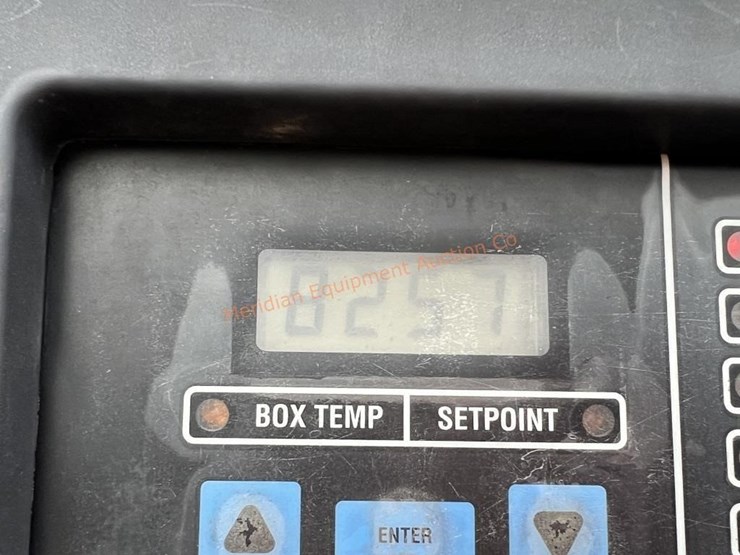 Meridian Equipment Auction Co
8257
BOX TEMP SETPOINT
ENTER